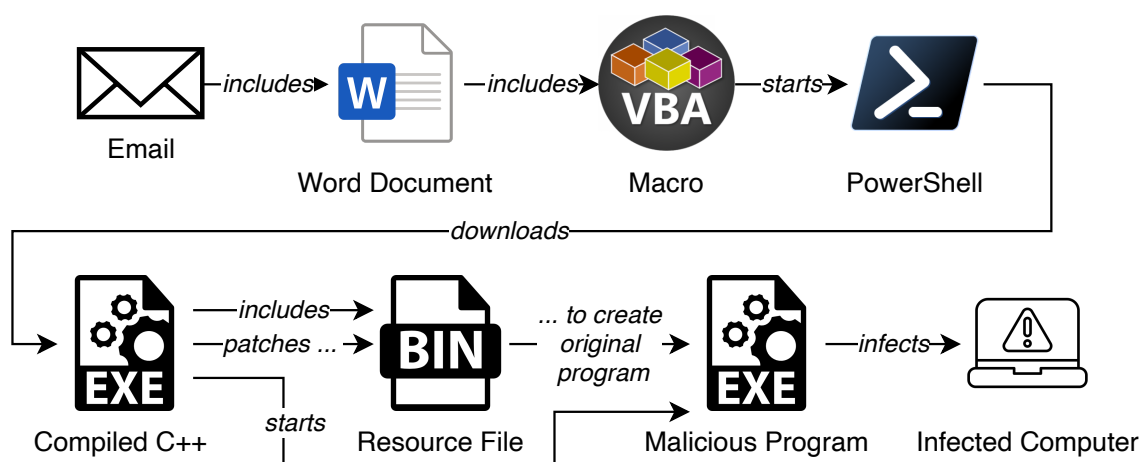 includes
includes
starts
W
VBA
Email
Word Document
Macro
PowerShell
downloads
includes
patches ...
BIN
... to create
original
program
infects
EXE
EXE
starts
Compiled C++
Resource File
Malicious Program
Infected Computer